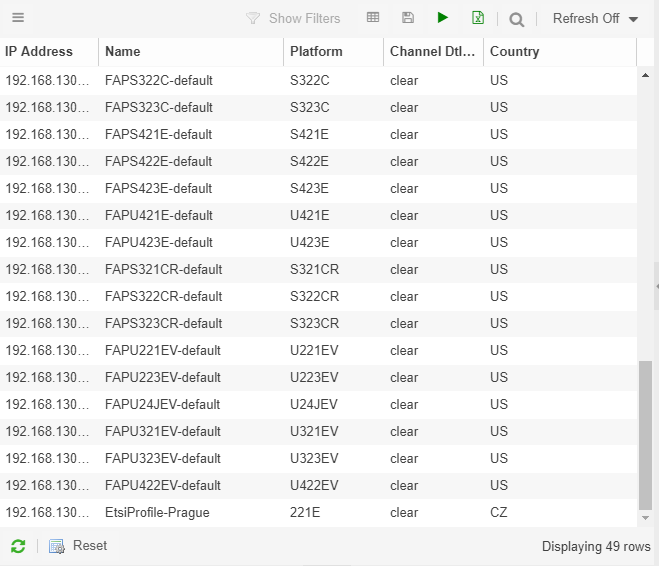 Show Filters Refresh Off
IP Address Name Platform Channel Dtl... Country
192.168.130... FAPS322C-default S322C clear US
192.168.130... FAPS323C-default S323C clear US
192.168.130... FAPS421E-default S421E clear US
192.168.130... FAPS422E-default S422E clear US
192.168.130... FAPS423E-default S423E clear US
192.168.130... FAPU421E-default U421E clear US
192.168.130... FAPU423E-default U423E clear US
192.168.130... FAPS321CR-default S321CR clear US
192.168.130... FAPS322CR-default S322CR clear US
192.168.130... FAPS323CR-default S323CR clear US
192.168.130... FAPU221EV-default U221EV clear US
192.168.130... FAPU223EV-default U223EV clear US
192.168.130... FAPU24JEV-default U24JEV clear US
192.168.130... FAPU321EV-default U321EV clear US
192.168.130... FAPU323EV-default U323EV clear US
192.168.130... FAPU422EV-default U422EV clear US
192.168.130... EtsiProfile-Prague 221E clear CZ
Reset Displaying 49 rows